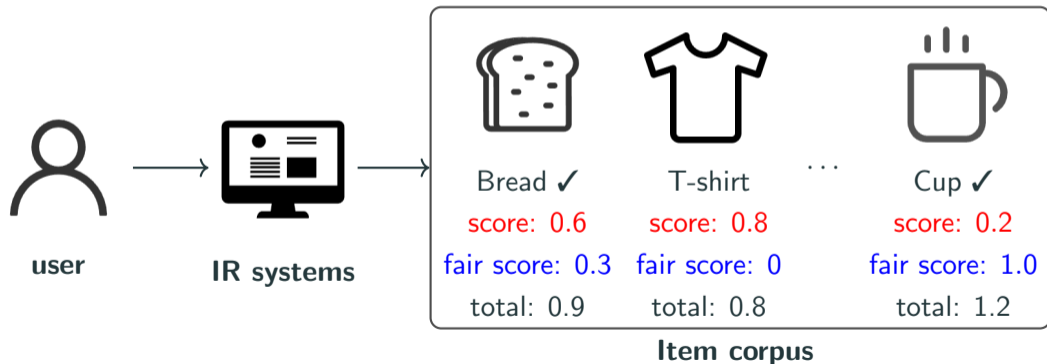 Bread ✓ T-shirt ... Cup ✓
score: 0.6 score: 0.8 score: 0.2
fair score: 0.3 fair score: 0 fair score: 1.0
total: 0.9 total: 0.8 total: 1.2
user
IR systems
Item corpus